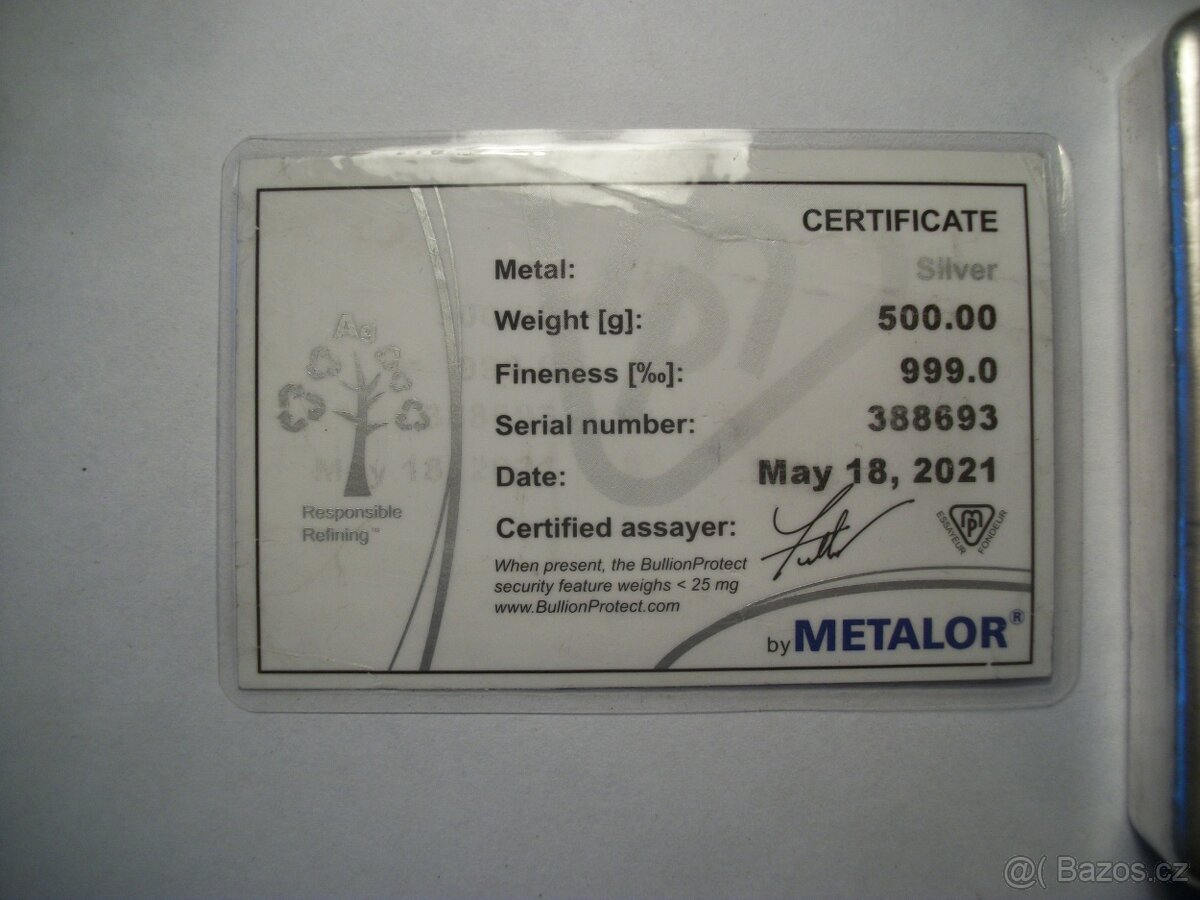 CERTIFICATE
Metal: Silver
Weight [g]: 500.00
Fineness [‰]: 999.0
Serial number: 388693
Date: May 18, 2021
Certified assayer:
When present, the BullionProtect
security feature weighs < 25 mg
www.BullionProtect.com
Ag
Responsible
Refining™
ESSAYEUR FONDEUR
by METALOR®
@( Bazos.cz